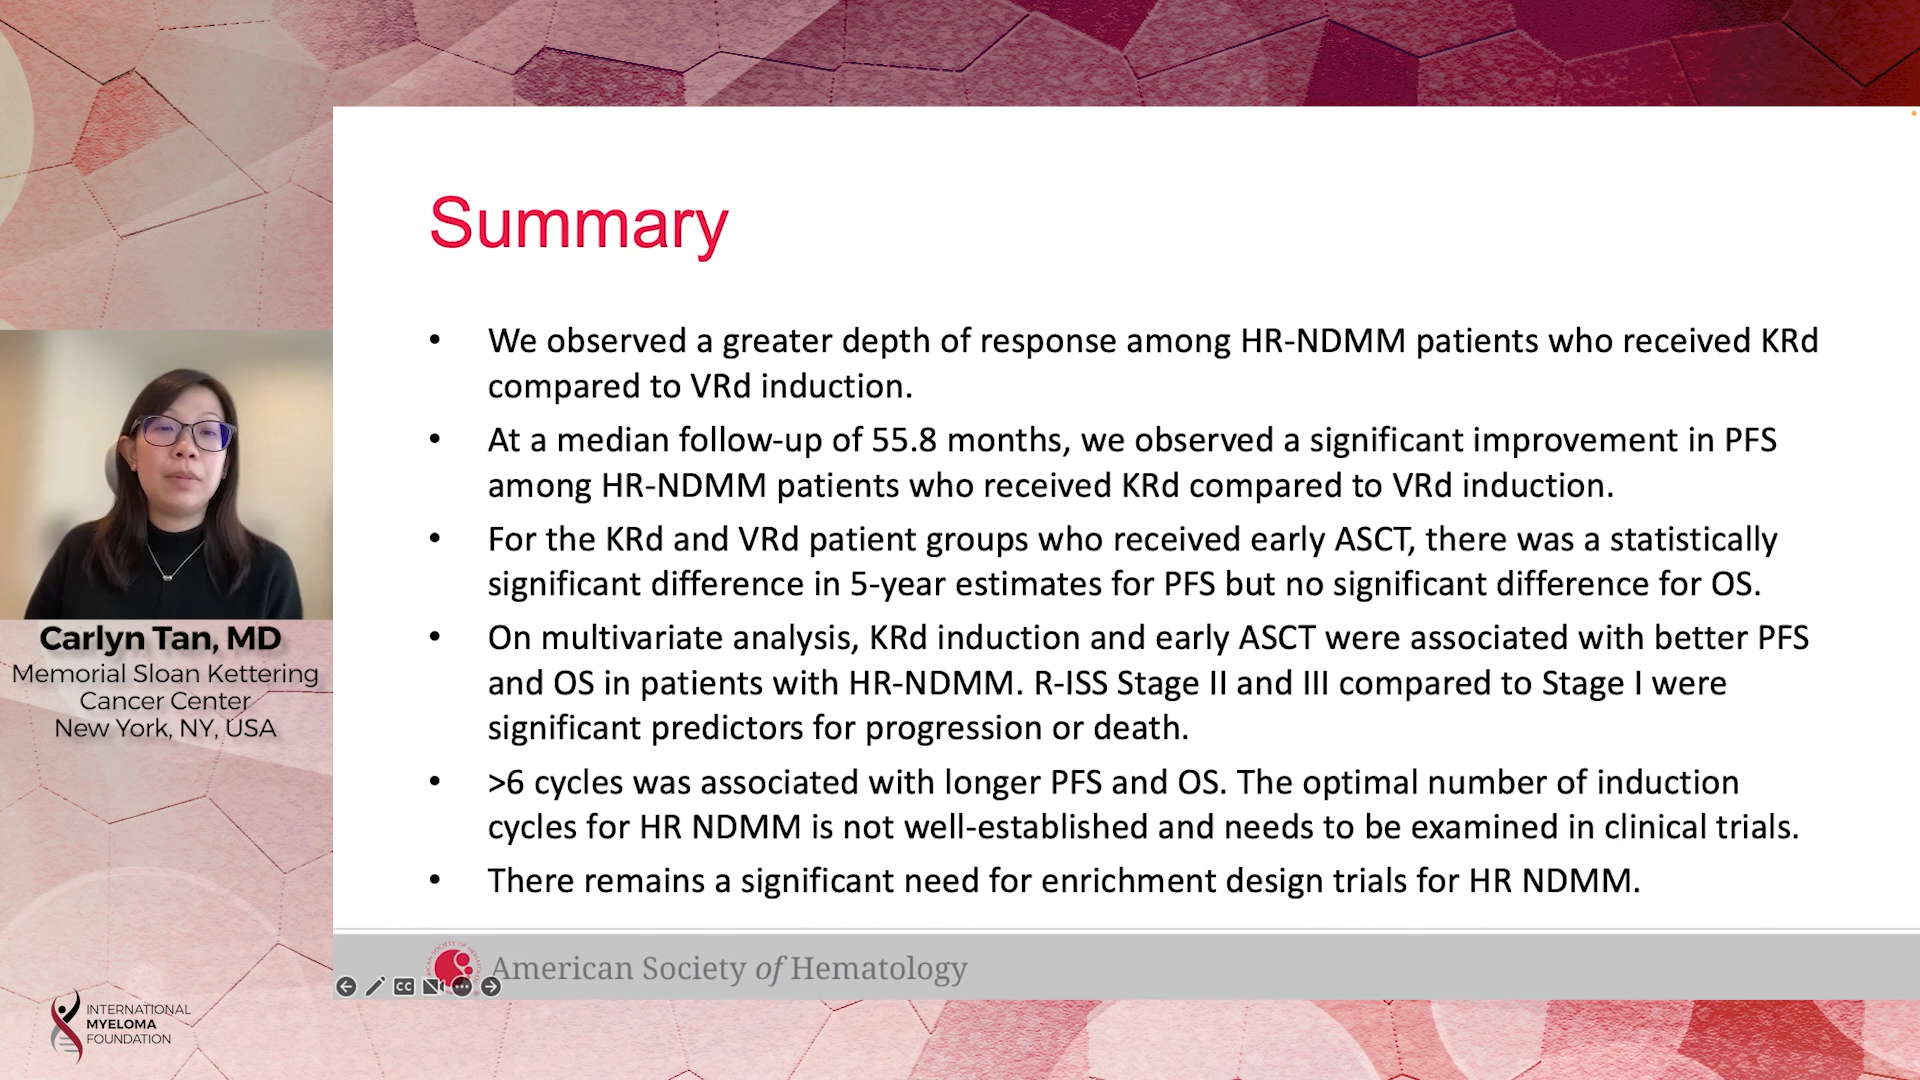 Summary
• We observed a greater depth of response among HR-NDMM patients who received KRd
compared to VRd induction.
• At a median follow-up of 55.8 months, we observed a significant improvement in PFS
among HR-NDMM patients who received KRd compared to VRd induction.
• For the KRd and VRd patient groups who received early ASCT, there was a statistically
significant difference in 5-year estimates for PFS but no significant difference for OS.
• On multivariate analysis, KRd induction and early ASCT were associated with better PFS
and OS in patients with HR-NDMM. R-ISS Stage II and III compared to Stage I were
significant predictors for progression or death.
• >6 cycles was associated with longer PFS and OS. The optimal number of induction
cycles for HR NDMM is not well-established and needs to be examined in clinical trials.
• There remains a significant need for enrichment design trials for HR NDMM.
American Society of Hematology
CC
Carlyn Tan, MD
Memorial Sloan Kettering
Cancer Center
New York, NY, USA
INTERNATIONAL
MYELOMA
FOUNDATION